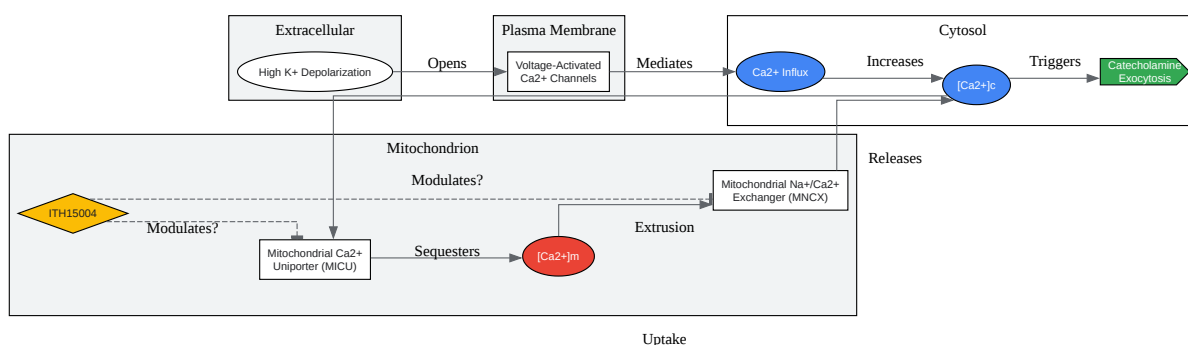 Extracellular
Plasma Membrane
Cytosol
High K+ Depolarization
Opens
Voltage-Activated
Ca2+ Channels
Mediates
Ca2+ Influx
Increases
[Ca2+]c
Triggers
Catecholamine
Exocytosis
Mitochondrion
Releases
Modulates?
Mitochondrial Na+/Ca2+
Exchanger (MNCX)
ITH15004
Modulates?
Extrusion
Mitochondrial Ca2+
Uniporter (MICU)
Sequesters
[Ca2+]m
Uptake